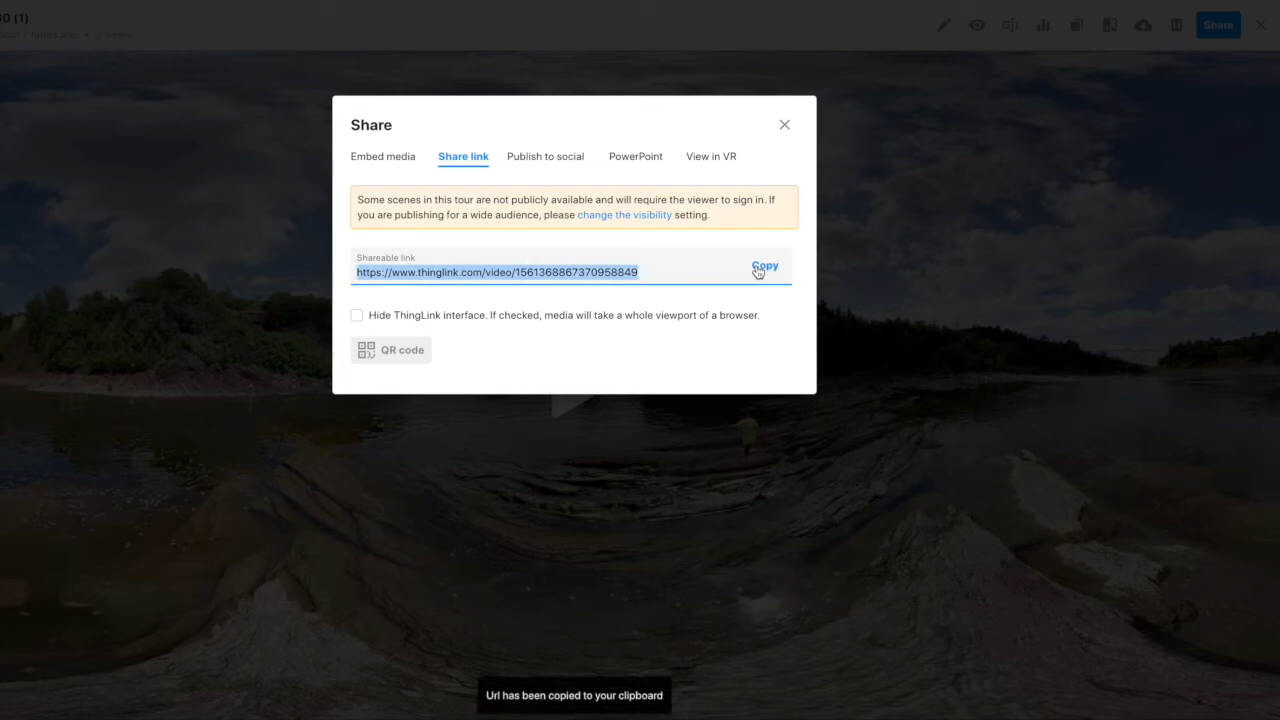 60 (1)
Share
Share
Embed media
Share link
Publish to social
PowerPoint
View in VR
Some scenes in this tour are not publicly available and will require the viewer to sign in. If
you are publishing for a wide audience, please change the visibility setting.
Shareable link
https://www.thinglink.com/video/1561368867370958849
Copy
Hide ThingLink interface. If checked, media will take a whole viewport of a browser.
QR code
Url has been copied to your clipboard